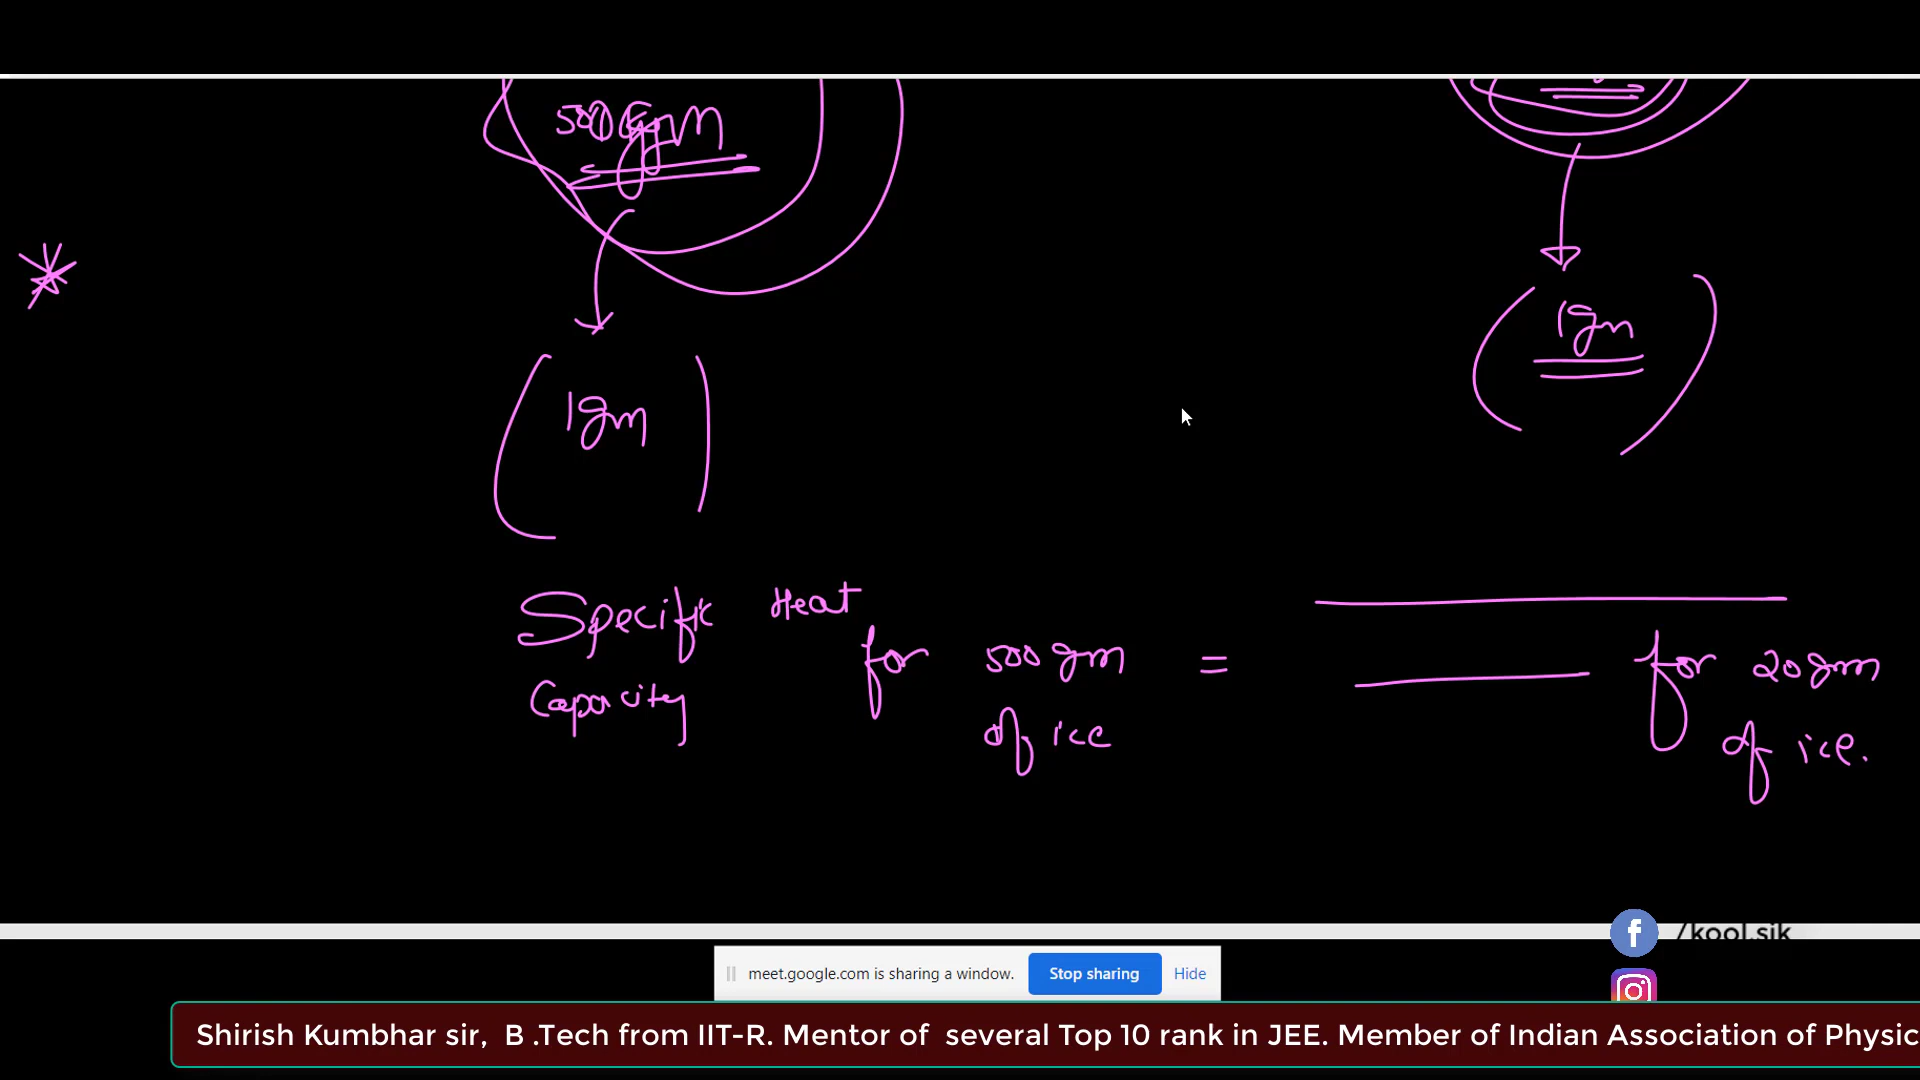 500 gm
1gm
1gm
Specific Heat
Capacity for 500 gm = for 20 gm
of ice of ice.
/kool.sik
meet.google.com is sharing a window. Stop sharing Hide
Shirish Kumbhar sir, B .Tech from IIT-R. Mentor of several Top 10 rank in JEE. Member of Indian Association of Physic